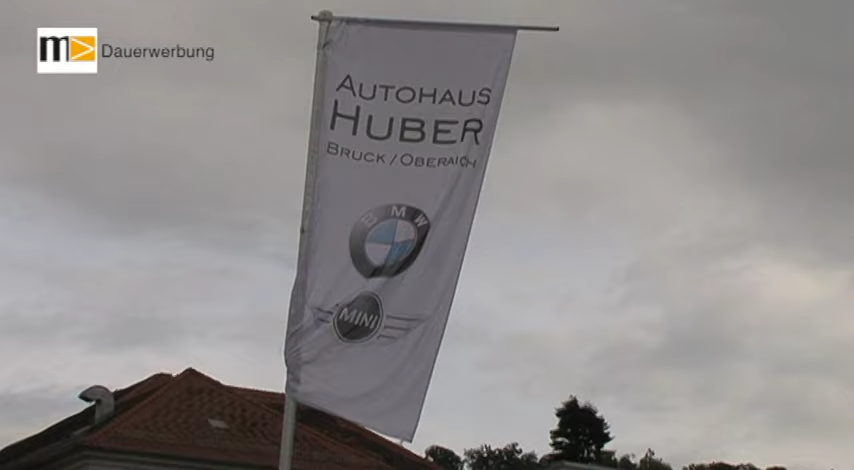 m Dauerwerbung
AUTOHAUS
HUBER
BRUCK/OBERAICH
BMW
MINI